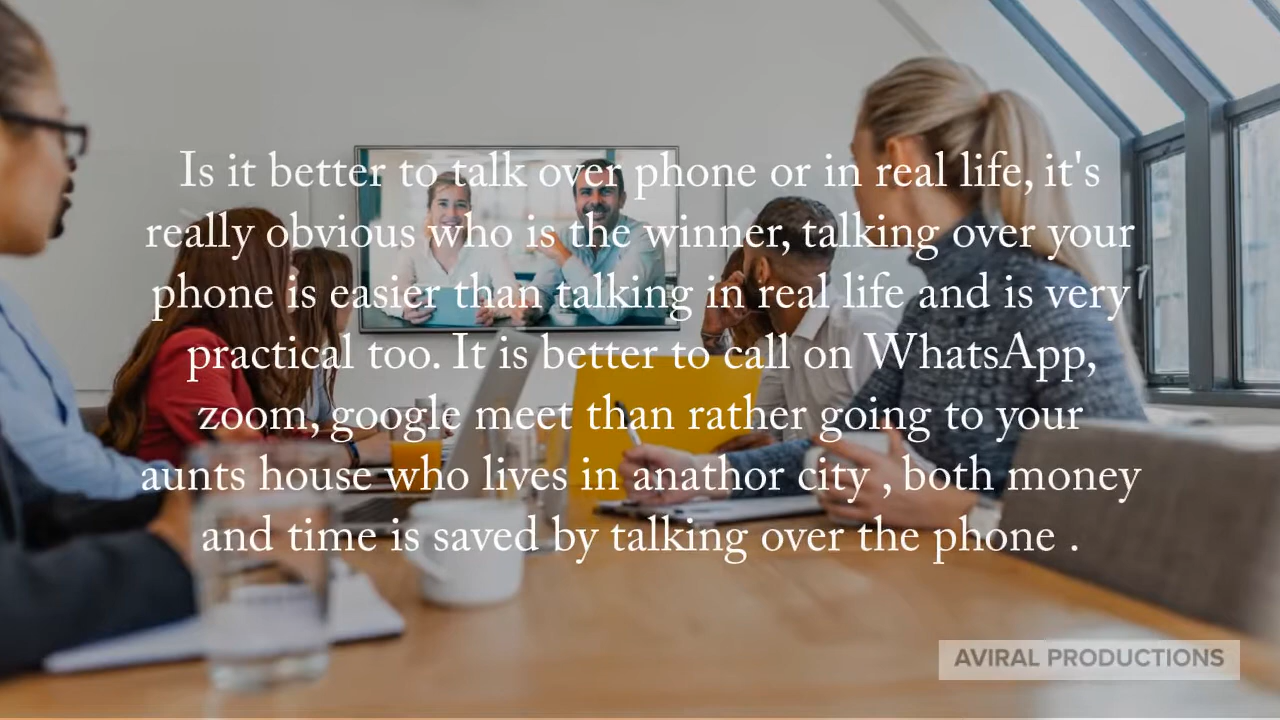 Is it better to talk over phone or in real life, it's
really obvious who is the winner, talking over your
phone is easier than talking in real life and is very
practical too. It is better to call on WhatsApp,
zoom, google meet than rather going to your
aunts house who lives in anathor city , both money
and time is saved by talking over the phone .
AVIRAL PRODUCTIONS